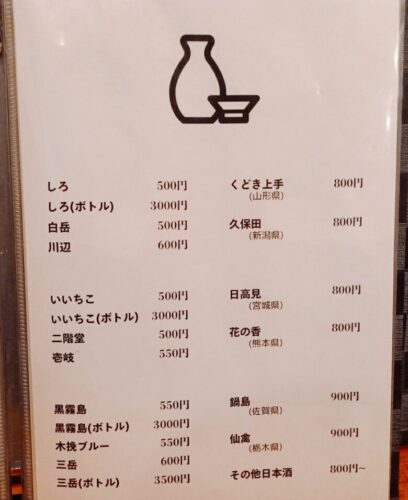 しろ 500円
しろ(ボトル) 3000円
白岳 500円
川辺 600円
いいちこ 500円
いいちこ(ボトル) 3000円
二階堂 500円
壱岐 550円
黒霧島 550円
黒霧島(ボトル) 3000円
木挽ブルー 550円
三岳 600円
三岳(ボトル) 3500円
くどき上手 800円
(山形県)
久保田 800円
(新潟県)
日高見 800円
(宮城県)
花の香 800円
(熊本県)
鍋島 900円
(佐賀県)
仙禽 900円
(栃木県)
その他日本酒 800円~